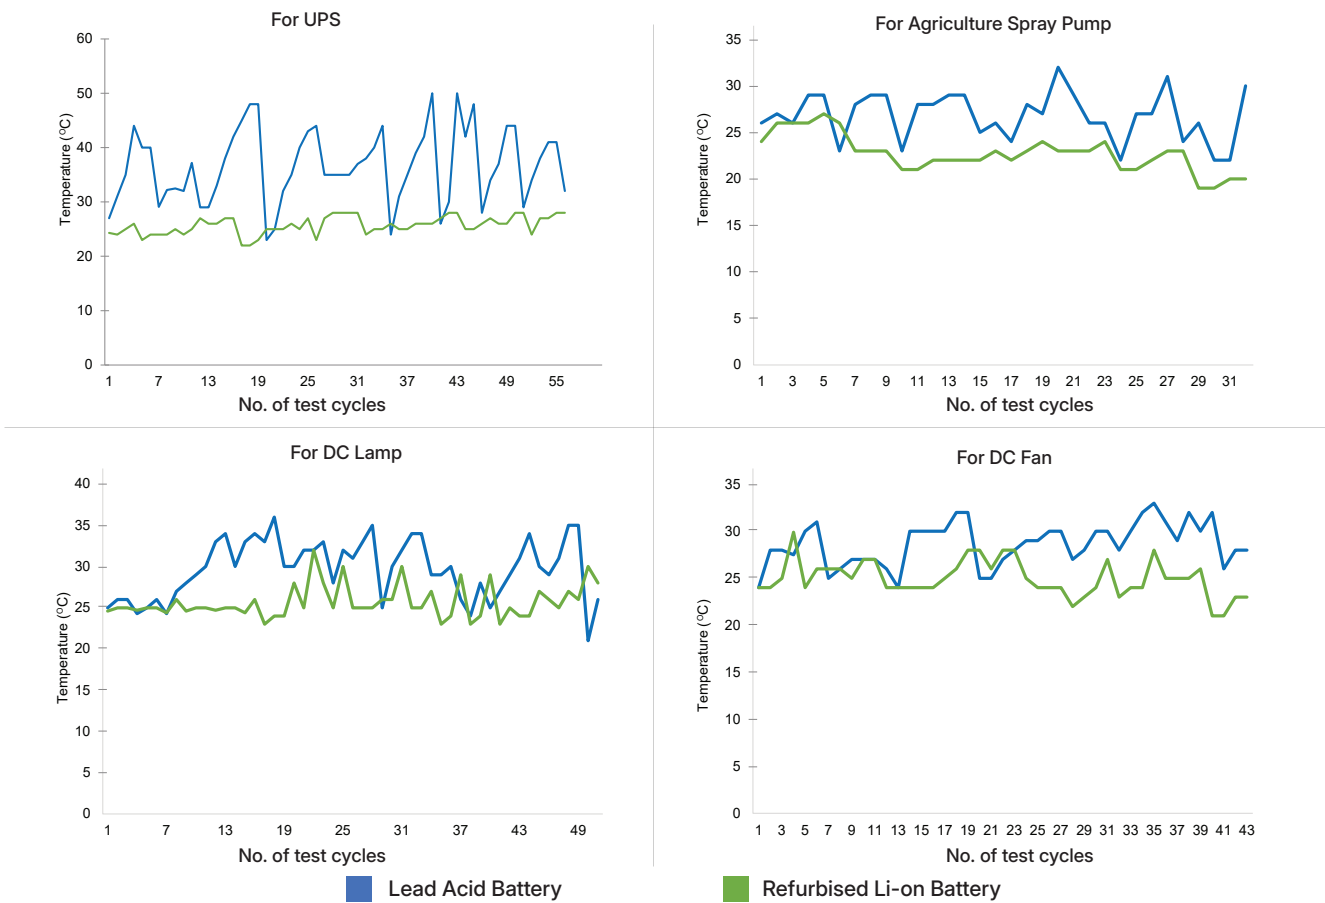 For UPS
60
50
40
30
20
10
0
Temperature (°C)
1 7 13 19 25 31 37 43 49 55
No. of test cycles
For Agriculture Spray Pump
35
30
25
20
15
10
5
0
Temperature (°C)
1 3 5 7 9 11 13 15 17 19 21 23 25 27 29 31
No. of test cycles
For DC Lamp
40
35
30
25
20
15
10
5
0
Temperature (°C)
1 7 13 19 25 31 37 43 49
No. of test cycles
For DC Fan
35
30
25
20
15
10
5
0
Temperature (°C)
1 3 5 7 9 11 13 15 17 19 21 23 25 27 29 31 33 35 37 39 41 43
No. of test cycles
Lead Acid Battery
Refurbised Li-on Battery